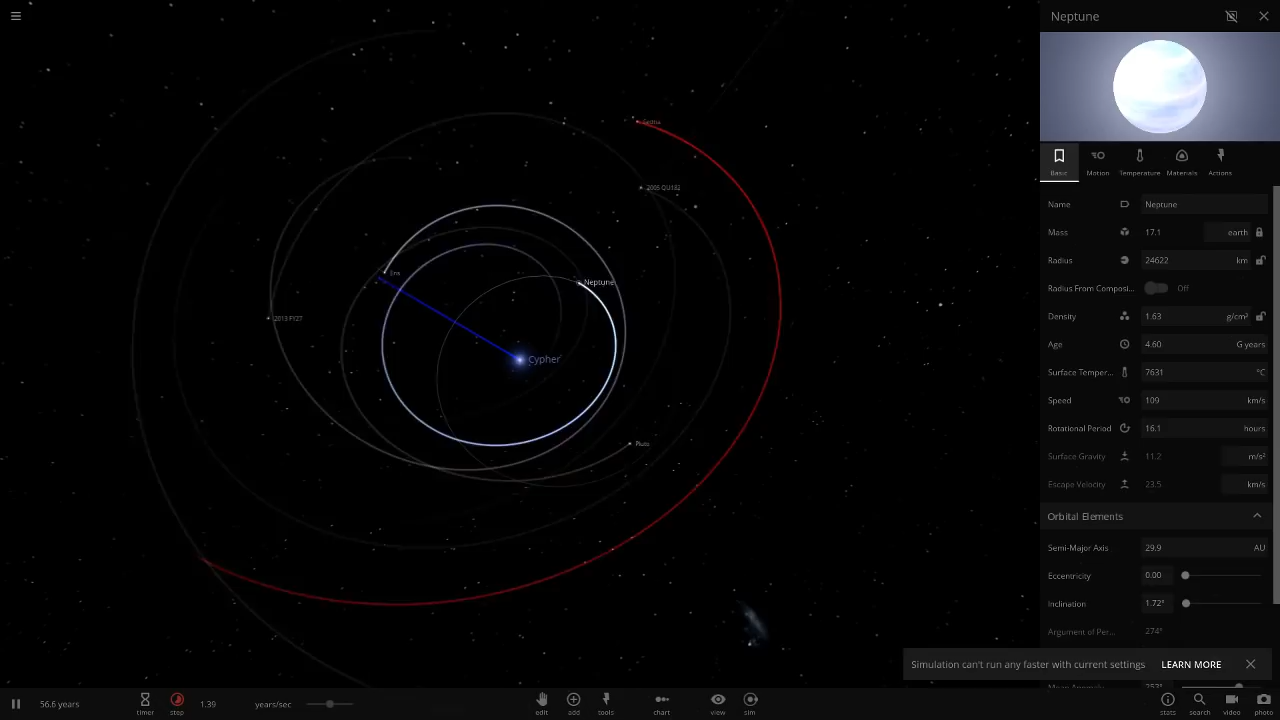 Neptune
Basic
Motion
Temperature
Materials
Actions
Name Neptune
Mass 17.1 earth
Radius 24622 km
Radius From Composi... Off
Density 1.63 g/cm³
Age 4.60 G years
Surface Temper... 7631 °C
Speed 109 km/s
Rotational Period 16.1 hours
Surface Gravity 11.2 m/s²
Escape Velocity 23.5 km/s
Orbital Elements
Semi-Major Axis 29.9 AU
Eccentricity 0.00
Inclination 1.72°
Argument of Per... 274°
2005 QU182
Eris
Neptune
2013 FY27
Cypher
Pluto
Simulation can't run any faster with current settings LEARN MORE
56.6 years
timer
step
1.39 years/sec
edit
add
tools
chart
view
sim
stats
search
video
photo